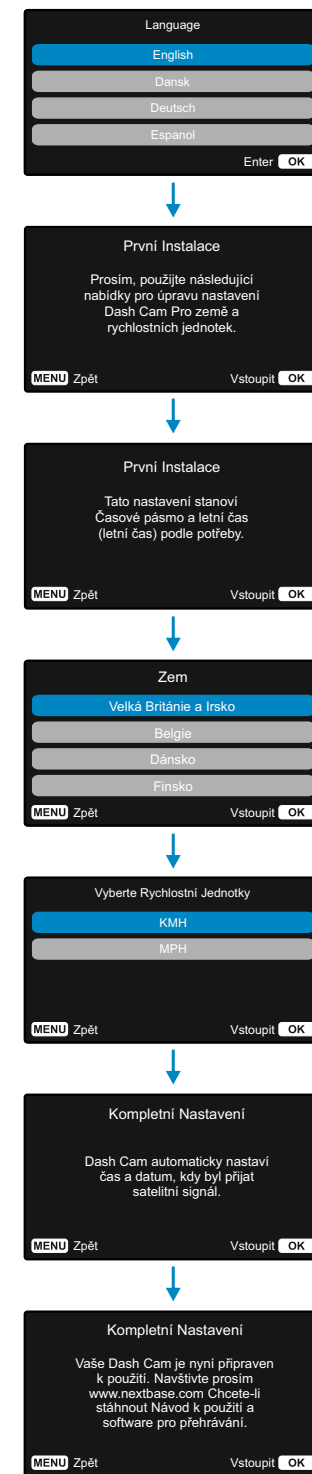 Language
English
Dansk
Deutsch
Espanol
Enter OK
První Instalace
Prosím, použijte následující
nabídky pro úpravu nastavení
Dash Cam Pro země a
rychlostních jednotek.
MENU Zpět Vstoupit OK
První Instalace
Tato nastavení stanoví
Časové pásmo a letní čas
(letní čas) podle potřeby.
MENU Zpět Vstoupit OK
Zem
Velká Británie a Irsko
Belgie
Dánsko
Finsko
MENU Zpět Vstoupit OK
Vyberte Rychlostní Jednotky
KMH
MPH
MENU Zpět Vstoupit OK
Kompletní Nastavení
Dash Cam automaticky nastaví
čas a datum, kdy byl přijat
satelitní signál.
MENU Zpět Vstoupit OK
Kompletní Nastavení
Vaše Dash Cam je nyní připraven
k použití. Navštivte prosím
www.nextbase.com Chcete-li
stáhnout Návod k použití a
software pro přehrávání.
MENU Zpět Vstoupit OK